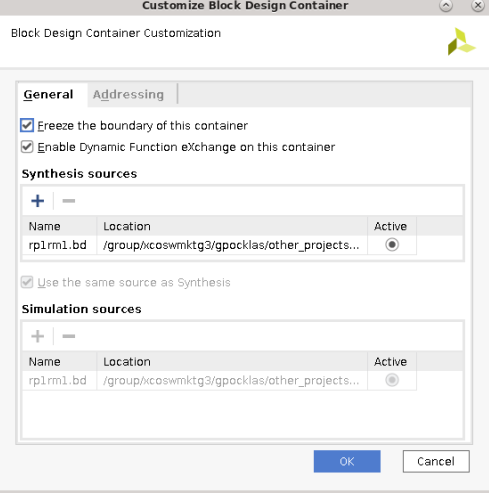 Customize Block Design Container
Block Design Container Customization
General Addressing
Freeze the boundary of this container
Enable Dynamic Function eXchange on this container
Synthesis sources
Name Location Active
rp1rm1.bd /group/xcoswmktg3/gpocklas/other_projects...
Use the same source as Synthesis
Simulation sources
Name Location Active
rp1rm1.bd /group/xcoswmktg3/gpocklas/other_projects...
OK Cancel